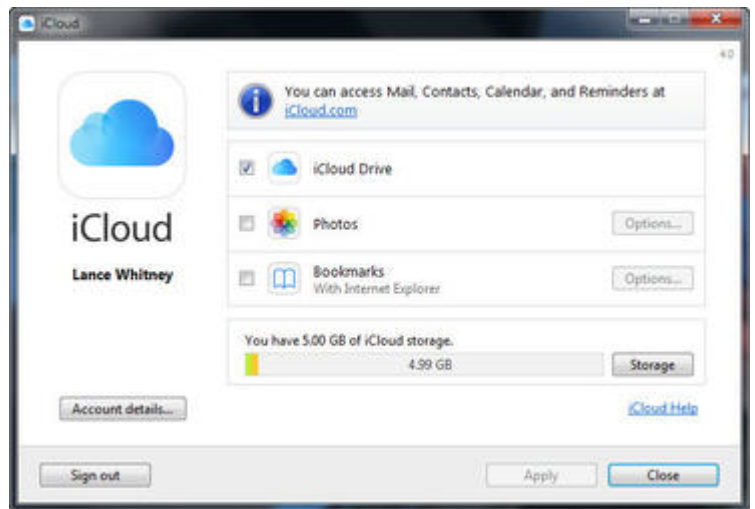 iCloud
4.0
You can access Mail, Contacts, Calendar, and Reminders at
iCloud.com
iCloud
Lance Whitney
iCloud Drive
Photos
Options...
Bookmarks
With Internet Explorer
Options...
You have 5.00 GB of iCloud storage.
4.99 GB
Storage
Account details...
iCloud Help
Sign out
Apply
Close